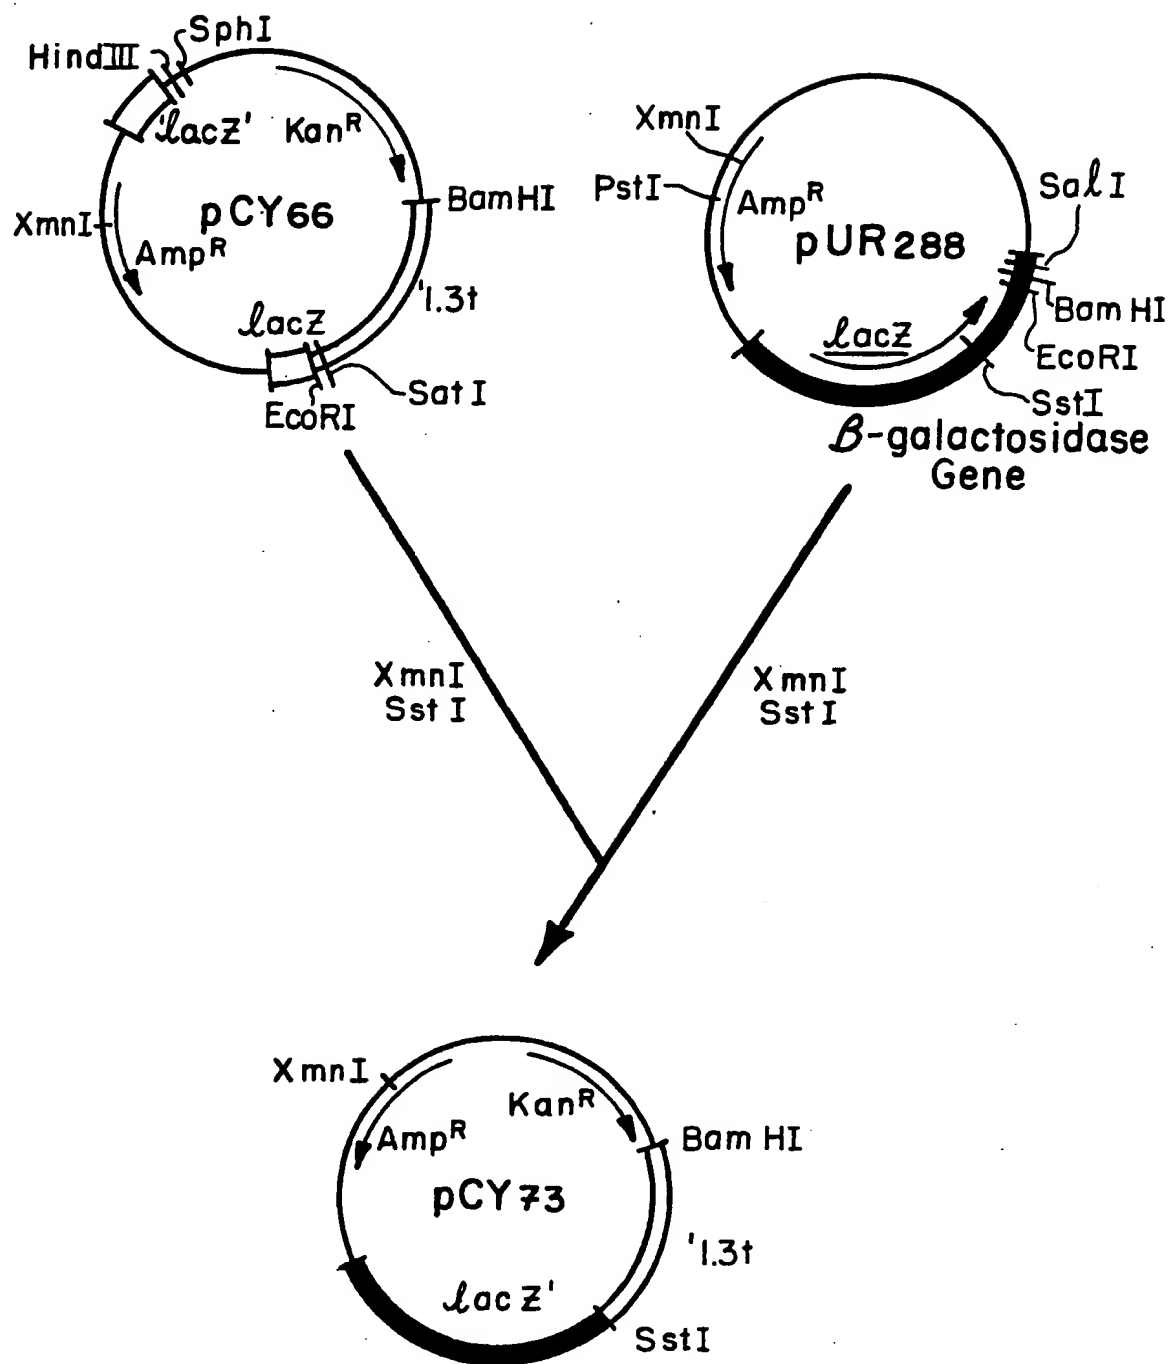 SphI
HindIII
'lacZ'
KanR
XmnI
pCY66
BamHI
AmpR
'1.3t
lacZ
SatI
EcoRI
XmnI
PstI
AmpR
SalI
pUR288
BamHI
lacZ
EcoRI
SstI
β-galactosidase
Gene
XmnI
SstI
XmnI
SstI
XmnI
KanR
AmpR
BamHI
pCY73
'1.3t
lacZ'
SstI